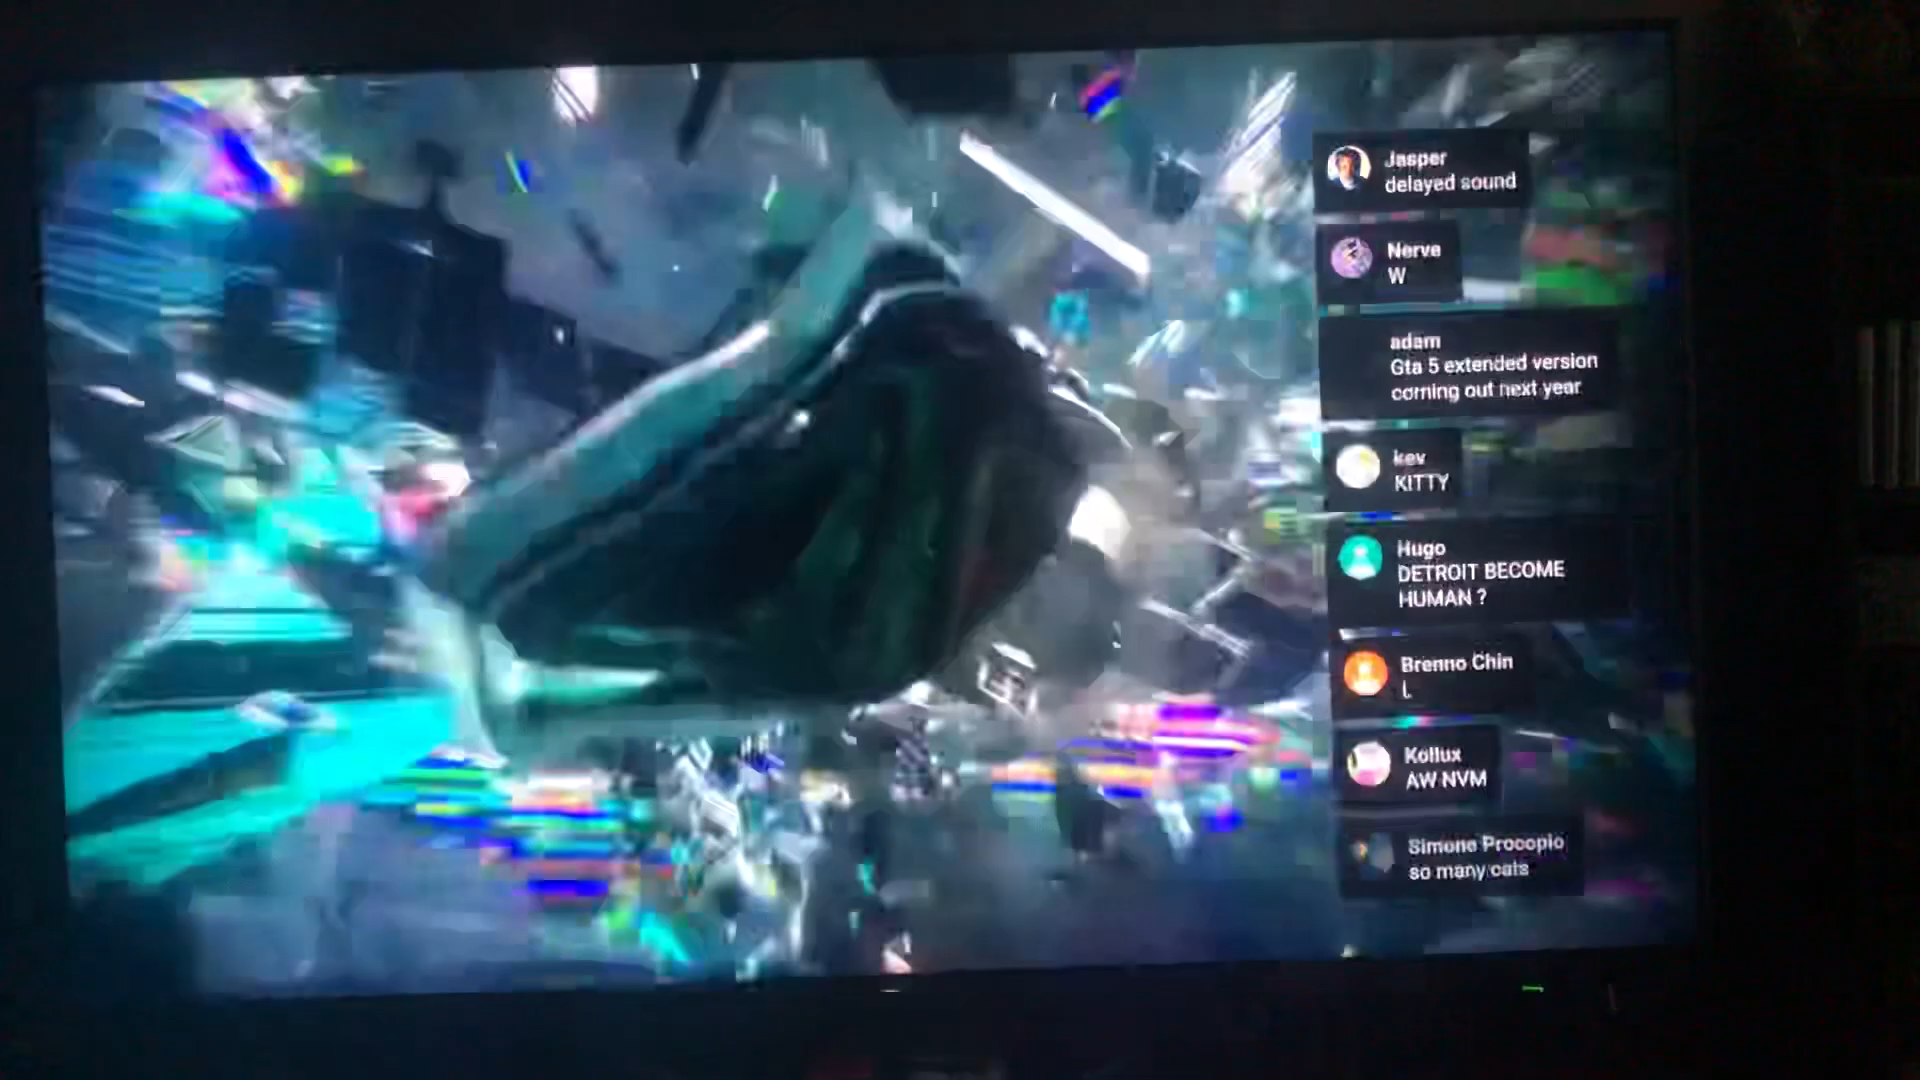 Jasper
delayed sound
Nerve
W
adam
Gta 5 extended version
coming out next year
kev
KITTY
Hugo
DETROIT BECOME
HUMAN ?
Brenno Chin
L
Kollux
AW NVM
Simone Procopio
so many cats